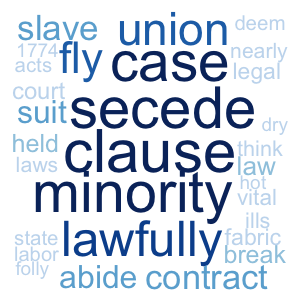 slave union deem
1774 fly case nearly
acts legal
court
suit secede dry
held clause think
laws law
minority hot
vital
state lawfully ills
labor fabric
folly abide contract break